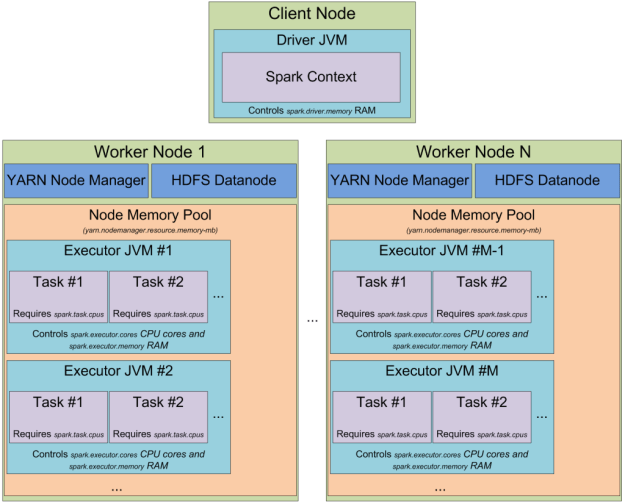 Client Node
Driver JVM
Spark Context
Controls spark.driver.memory RAM
Worker Node 1
YARN Node Manager
HDFS Datanode
Node Memory Pool
(yarn.nodemanager.resource.memory-mb)
Executor JVM #1
Task #1
Task #2
...
Requires spark.task.cpus
Requires spark.task.cpus
Controls spark.executor.cores CPU cores and
spark.executor.memory RAM
Executor JVM #2
Task #1
Task #2
...
Requires spark.task.cpus
Requires spark.task.cpus
Controls spark.executor.cores CPU cores and
spark.executor.memory RAM
...
...
Worker Node N
YARN Node Manager
HDFS Datanode
Node Memory Pool
(yarn.nodemanager.resource.memory-mb)
Executor JVM #M-1
Task #1
Task #2
...
Requires spark.task.cpus
Requires spark.task.cpus
Controls spark.executor.cores CPU cores and
spark.executor.memory RAM
Executor JVM #M
Task #1
Task #2
...
Requires spark.task.cpus
Requires spark.task.cpus
Controls spark.executor.cores CPU cores and
spark.executor.memory RAM
...